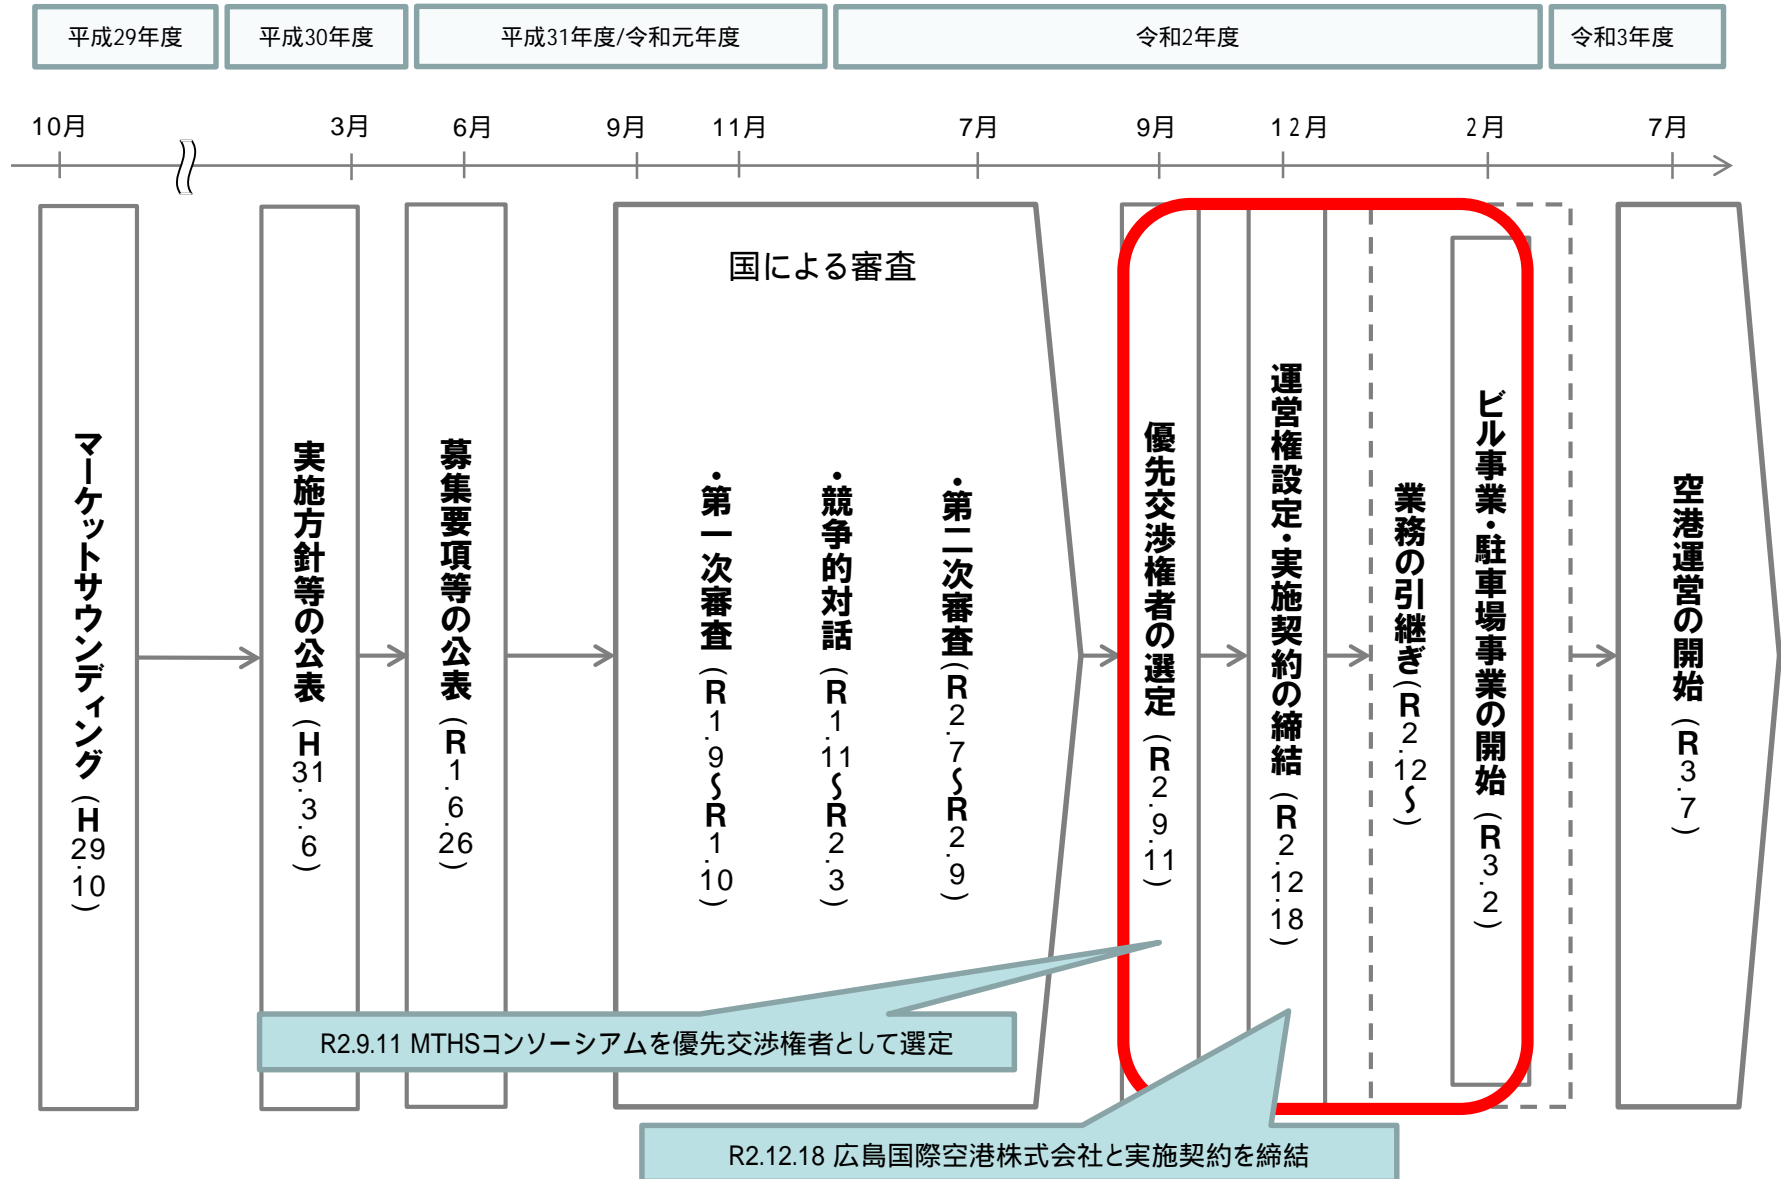 平成29年度
平成30年度
平成31年度/令和元年度
令和2年度
令和3年度
10月
3月
6月
9月
11月
7月
9月
12月
2月
7月
マーケットサウンディング（H29.10）
実施方針等の公表（H31.3.6）
募集要項等の公表（R1.6.26）
国による審査
・第一次審査（R1.9～R1.10）
・競争的対話（R1.11～R2.3）
・第二次審査（R2.7～R2.9）
優先交渉権者の選定（R2.9.11）
運営権設定・実施契約の締結（R2.12.18）
業務の引継ぎ（R2.12～）
ビル事業・駐車場事業の開始（R3.2）
空港運営の開始（R3.7）
R2.9.11 MTHSコンソーシアムを優先交渉権者として選定
R2.12.18 広島国際空港株式会社と実施契約を締結